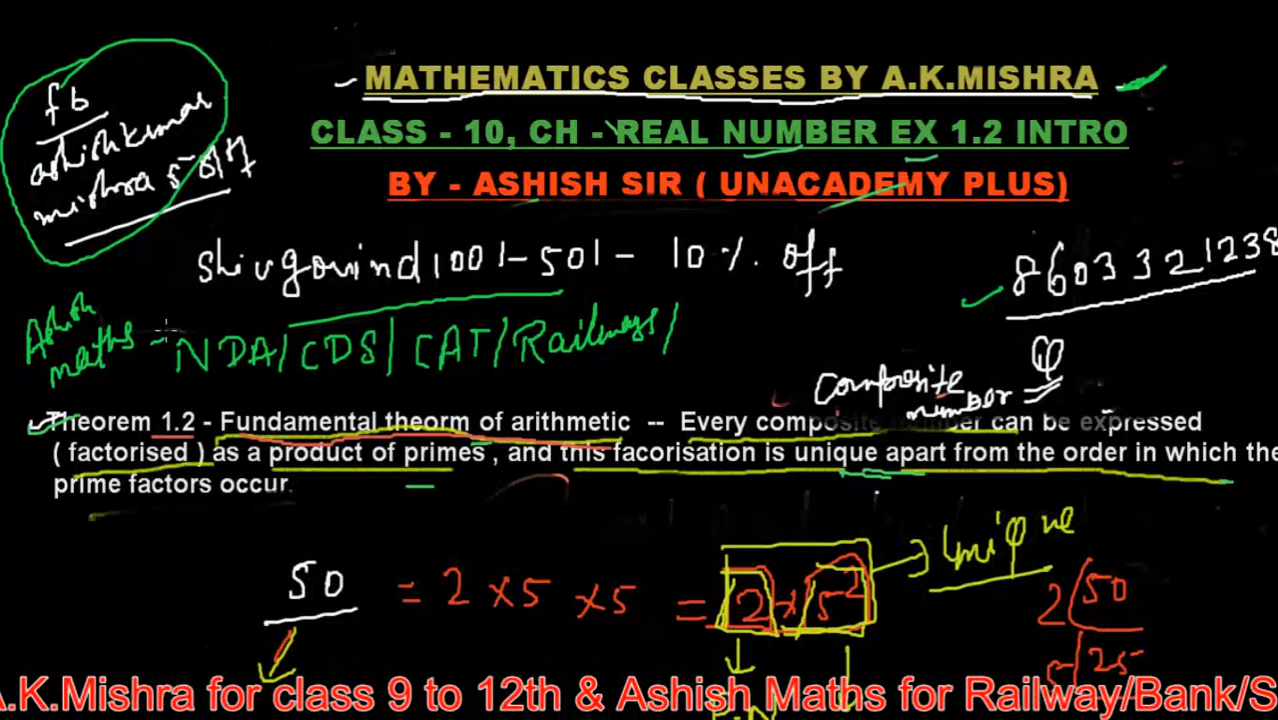 fb
ashishkumar
mishra
MATHEMATICS CLASSES BY A.K.MISHRA
CLASS - 10, CH - REAL NUMBER EX 1.2 INTRO
BY - ASHISH SIR ( UNACADEMY PLUS)
shivgovind1001 - 501 - 10 % off
8603321238
Ashish
maths - NDA/CDS/CAT/Railways/
composite
number =
Theorem 1.2 - Fundamental theorm of arithmetic -- Every composite number can be expressed
( factorised ) as a product of primes , and this facorisation is unique apart from the order in which the
prime factors occur.
50 = 2 × 5 × 5 = 2 × 5² → Unique
2 50
25
A.K.Mishra for class 9 to 12th & Ashish Maths for Railway/Bank/S